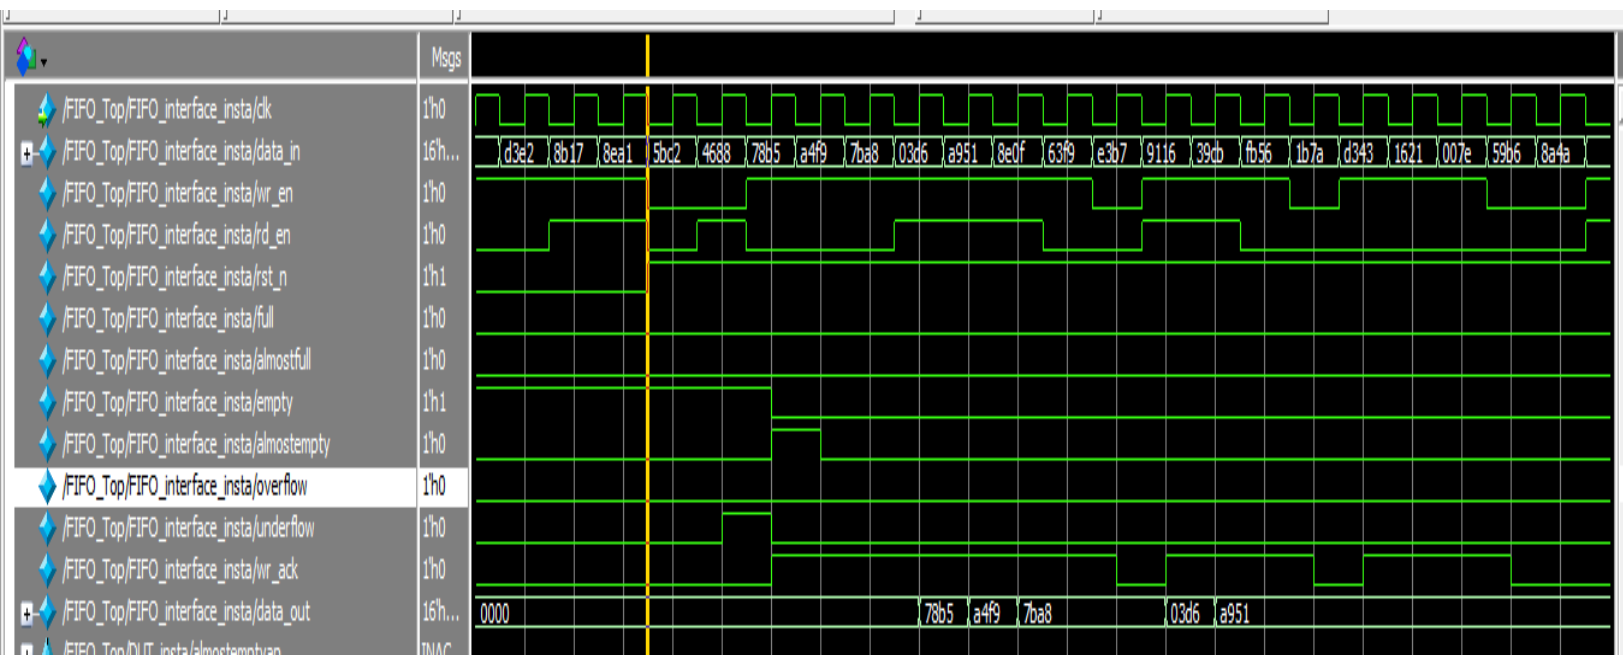 Msgs
/FIFO_Top/FIFO_interface_insta/clk 1'h0
/FIFO_Top/FIFO_interface_insta/data_in 16'h... d3e2 8b17 8ea1 5bd2 4688 78b5 a4f9 7ba8 03d6 a951 8e0f 63f9 e3b7 9116 39cb fb56 1b7a d343 1621 007e 59b6 8a4a
/FIFO_Top/FIFO_interface_insta/wr_en 1'h0
/FIFO_Top/FIFO_interface_insta/rd_en 1'h0
/FIFO_Top/FIFO_interface_insta/rst_n 1'h1
/FIFO_Top/FIFO_interface_insta/full 1'h0
/FIFO_Top/FIFO_interface_insta/almostfull 1'h0
/FIFO_Top/FIFO_interface_insta/empty 1'h1
/FIFO_Top/FIFO_interface_insta/almostempty 1'h0
/FIFO_Top/FIFO_interface_insta/overflow 1'h0
/FIFO_Top/FIFO_interface_insta/underflow 1'h0
/FIFO_Top/FIFO_interface_insta/wr_ack 1'h0
/FIFO_Top/FIFO_interface_insta/data_out 16'h... 0000 78b5 a4f9 7ba8 03d6 a951